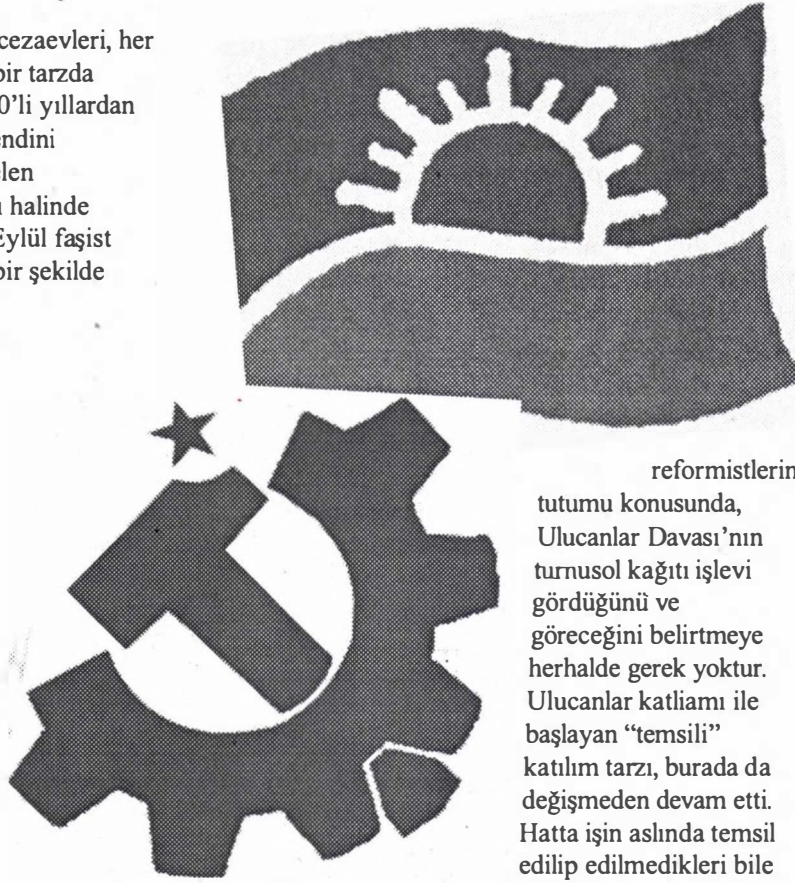 cezaevleri, her
bir tarzda
0'li yıllardan
endini
elen
ı halinde
Eylül faşist
bir şekilde
reformistlerin
tutumu konusunda,
Ulucanlar Davası'nın
turnusol kağıtı işlevi
gördüğünü ve
göreceğini belirtmeye
herhalde gerek yoktur.
Ulucanlar katliamı ile
başlayan “temsili”
katılım tarzı, burada da
değişmeden devam etti.
Hatta işin aslında temsil
edilip edilmedikleri bile